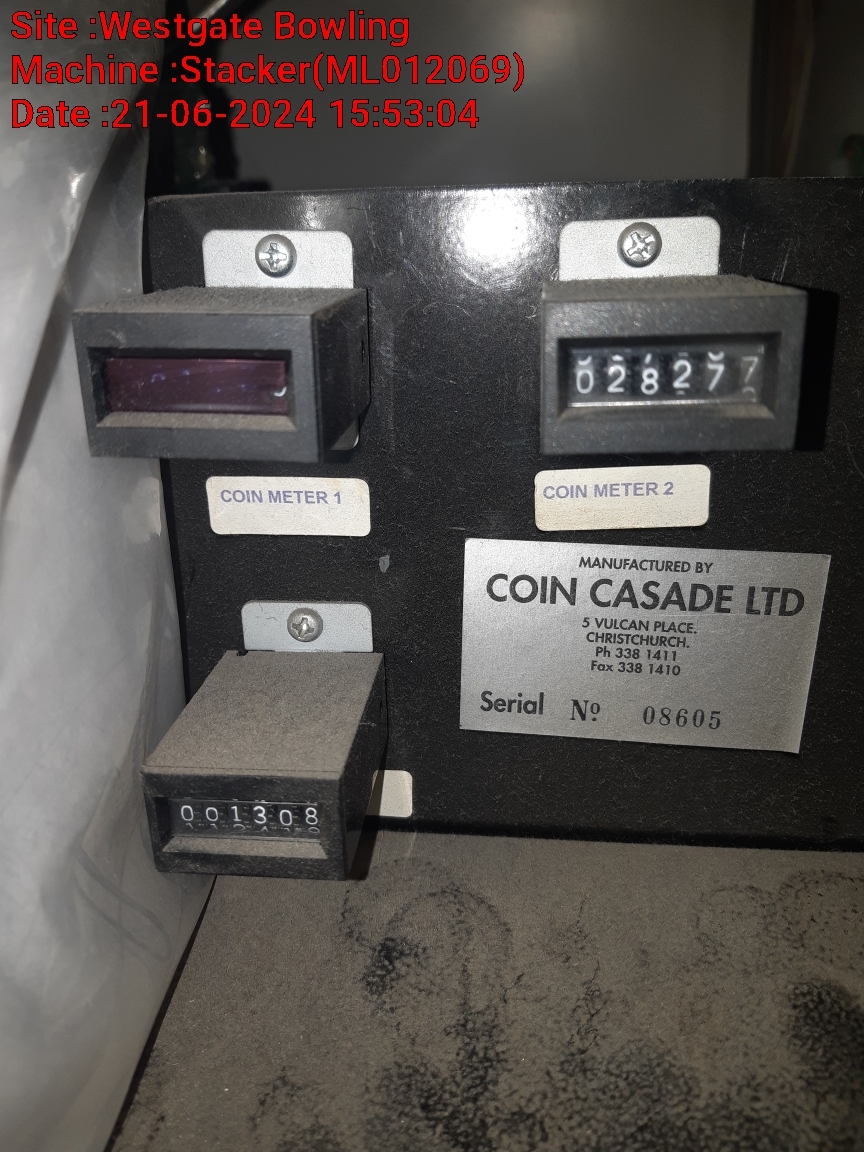 Site :Westgate Bowling
Machine :Stacker(ML012069)
Date :21-06-2024 15:53:04
028277
COIN METER 1
COIN METER 2
MANUFACTURED BY
COIN CASADE LTD
5 VULCAN PLACE.
CHRISTCHURCH.
Ph 338 1411
Fax 338 1410
Serial Nº 08605
001308